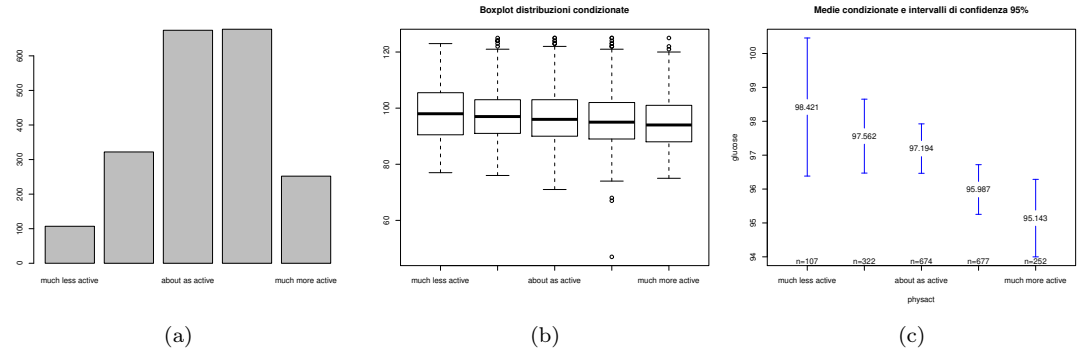 0 100 200 300 400 500 600
much less active about as active much more active
(a)
Boxplot distribuzioni condizionate
60 80 100 120
much less active about as active much more active
(b)
Medie condizionate e intervalli di confidenza 95%
glucose
94 95 96 97 98 99 100
98.421
97.562
97.194
95.987
95.143
n=107 n=322 n=674 n=677 n=252
much less active about as active much more active
physact
(c)